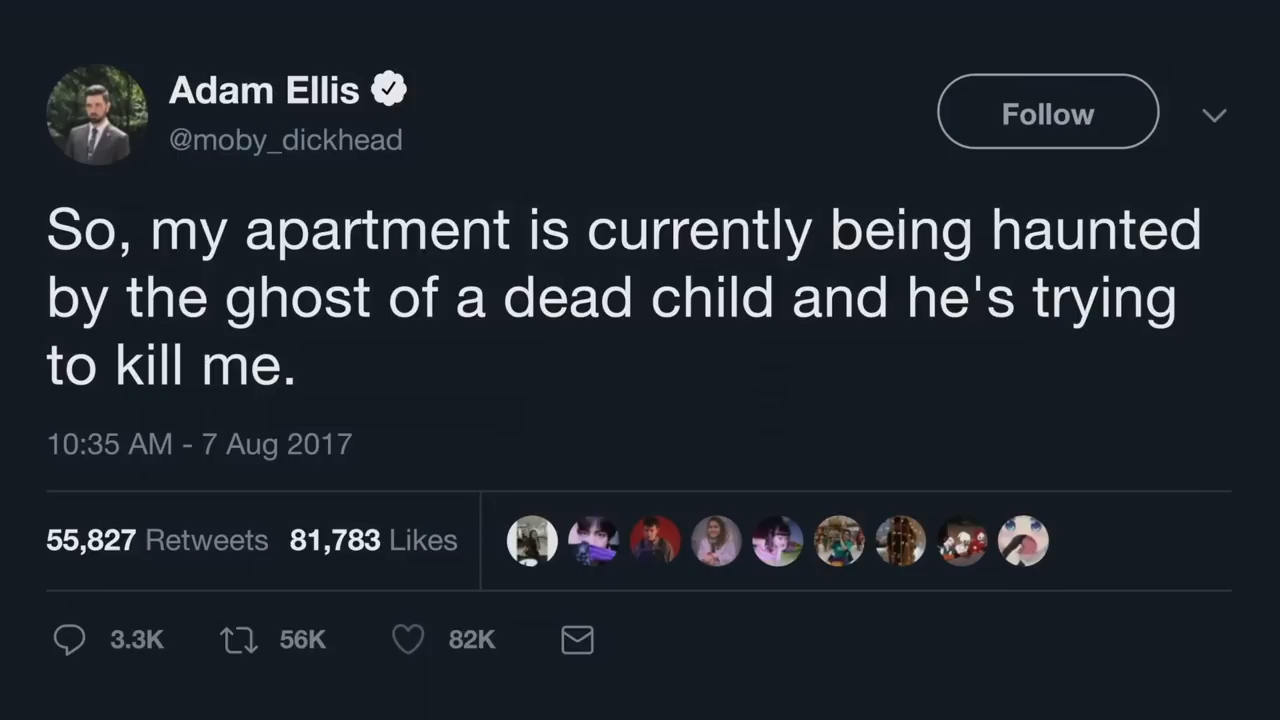 Adam Ellis
@moby_dickhead
Follow
So, my apartment is currently being haunted
by the ghost of a dead child and he's trying
to kill me.
10:35 AM - 7 Aug 2017
55,827 Retweets 81,783 Likes
3.3K 56K 82K